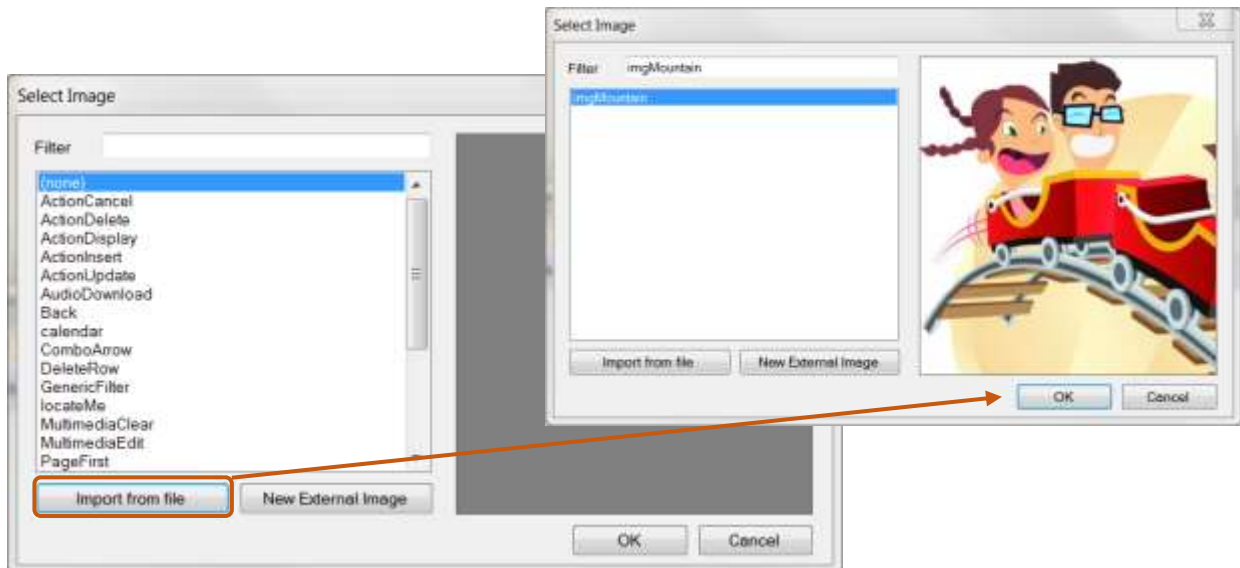 Select Image
Filter
(none)
ActionCancel
ActionDelete
ActionDisplay
ActionInsert
ActionUpdate
AudioDownload
Back
calendar
ComboArrow
DeleteRow
GenericFilter
locateMe
MultimediaClear
MultimediaEdit
PageFirst
Import from file
New External Image
OK
Cancel
Select Image
Filter
imgMountain
imgMountain
Import from file
New External Image
OK
Cancel